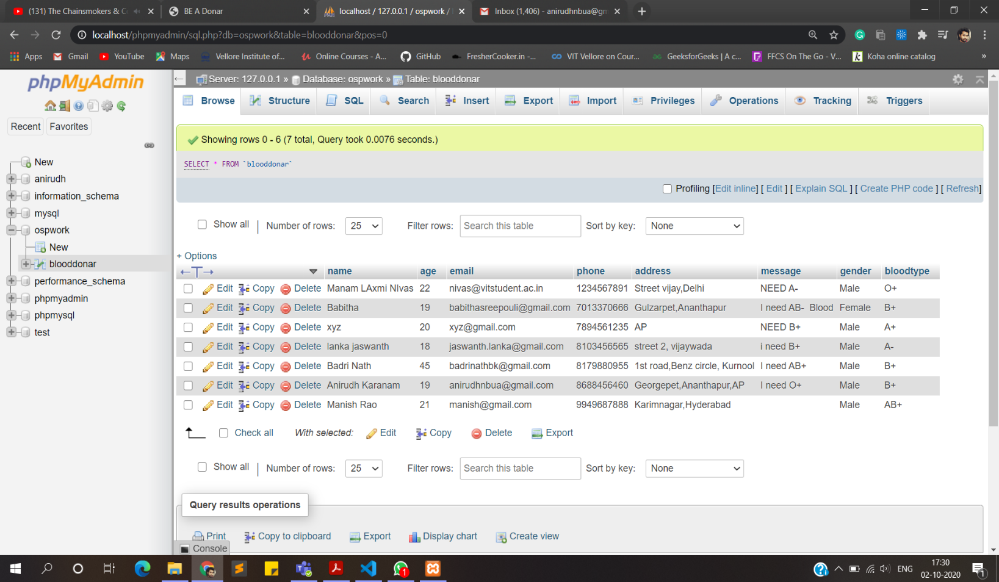 (131) The Chainsmokers & C
BE A Donar
localhost / 127.0.0.1 / ospwork /
Inbox (1,406) - anirudhnbua@gm
localhost/phpmyadmin/sql.php?db=ospwork&table=blooddonar&pos=0
Apps Gmail YouTube Maps Vellore Institute of... Online Courses - A... GitHub FresherCooker.in -... VIT Vellore on Cour... GeeksforGeeks | A c... FFCS On The Go - V... Koha online catalog »
phpMyAdmin
Recent Favorites
New
anirudh
information_schema
mysql
ospwork
New
blooddonar
performance_schema
phpmyadmin
phpmysql
test
Server: 127.0.0.1 » Database: ospwork » Table: blooddonar
Browse Structure SQL Search Insert Export Import Privileges Operations Tracking Triggers
Showing rows 0 - 6 (7 total, Query took 0.0076 seconds.)
SELECT * FROM `blooddonar`
Profiling [Edit inline] [ Edit ] [ Explain SQL ] [ Create PHP code ] [ Refresh]
Show all | Number of rows: 25 Filter rows: Search this table Sort by key: None
+ Options
←T→ name age email phone address message gender bloodtype
Edit Copy Delete Manam LAxmi NIvas 22 nivas@vitstudent.ac.in 1234567891 Street vijay,Delhi NEED A- Male O+
Edit Copy Delete Babitha 19 babithasreepouli@gmail.com 7013370666 Gulzarpet,Ananthapur I need AB- Blood Female B+
Edit Copy Delete xyz 20 xyz@gmail.com 7894561235 AP NEED B+ Male A+
Edit Copy Delete lanka jaswanth 18 jaswanth.lanka@gmail.com 8103456565 street 2, vijaywada i need B+ Male A-
Edit Copy Delete Badri Nath 45 badrinathbk@gmail.com 8179880955 1st road,Benz circle, Kurnool I need AB+ Male B+
Edit Copy Delete Anirudh Karanam 19 anirudhnbua@gmail.com 8688456460 Georgepet,Ananthapur,AP I need O+ Male B+
Edit Copy Delete Manish Rao 21 manish@gmail.com 9949687888 Karimnagar,Hyderabad Male AB+
Check all With selected: Edit Copy Delete Export
Show all | Number of rows: 25 Filter rows: Search this table Sort by key: None
Query results operations
Print Copy to clipboard Export Display chart Create view
Console
ENG
17:30
02-10-2020
1
1